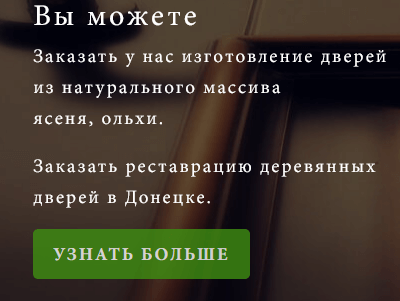 Вы можете
Заказать у нас изготовление дверей
из натурального массива
ясеня, ольхи.
Заказать реставрацию деревянных
дверей в Донецке.
УЗНАТЬ БОЛЬШЕ